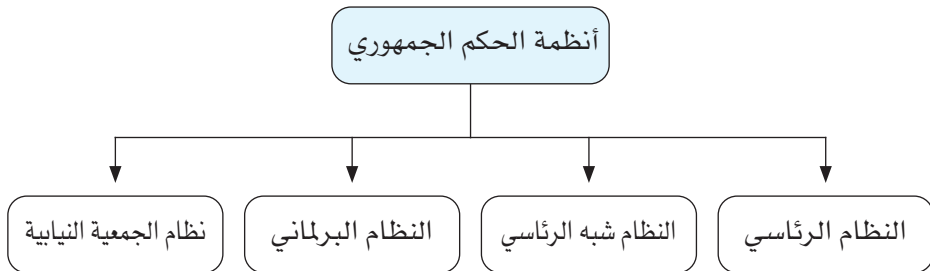 أنظمة الحكم الجمهوري
النظام الرئاسي
النظام شبه الرئاسي
النظام البرلماني
نظام الجمعية النيابية